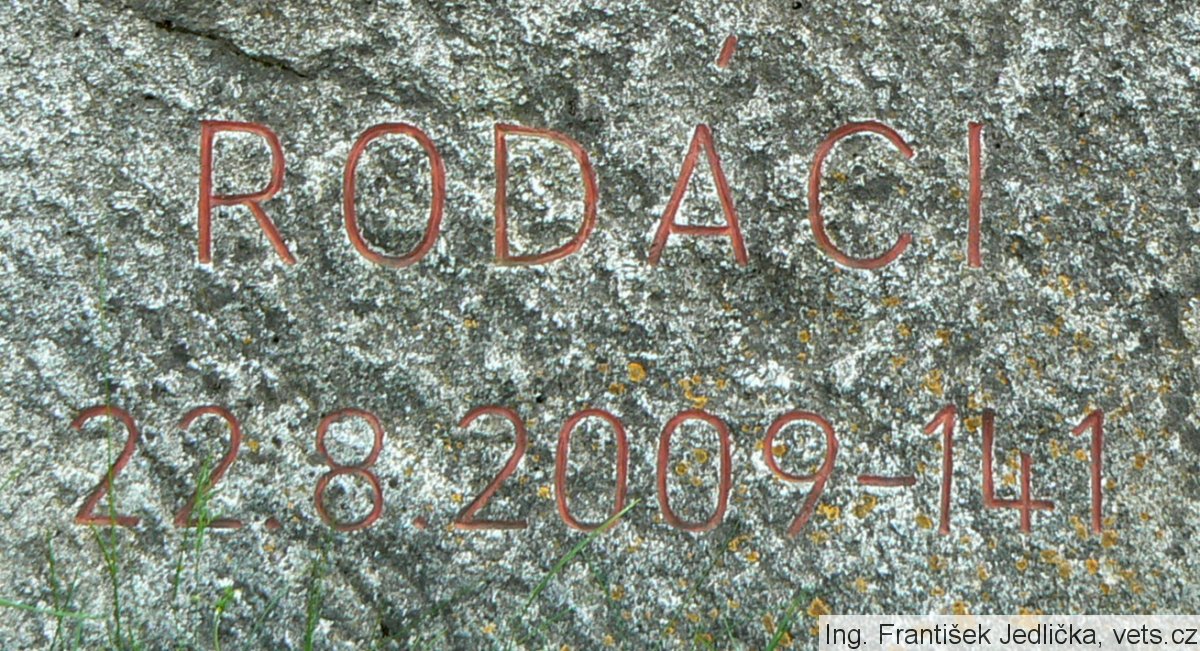 RODÁCI
22.8.2009-141
Ing. František Jedlička, vets.cz